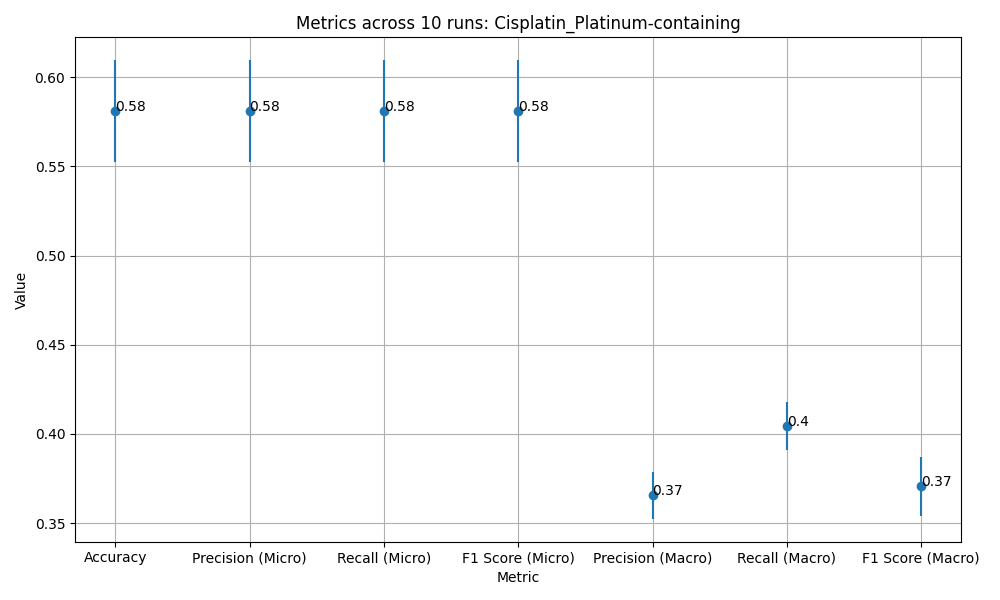 Metrics across 10 runs: Cisplatin_Platinum-containing
Value
0.60
0.55
0.50
0.45
0.40
0.35
0.58
0.58
0.58
0.58
0.37
0.4
0.37
Accuracy
Precision (Micro)
Recall (Micro)
F1 Score (Micro)
Precision (Macro)
Recall (Macro)
F1 Score (Macro)
Metric